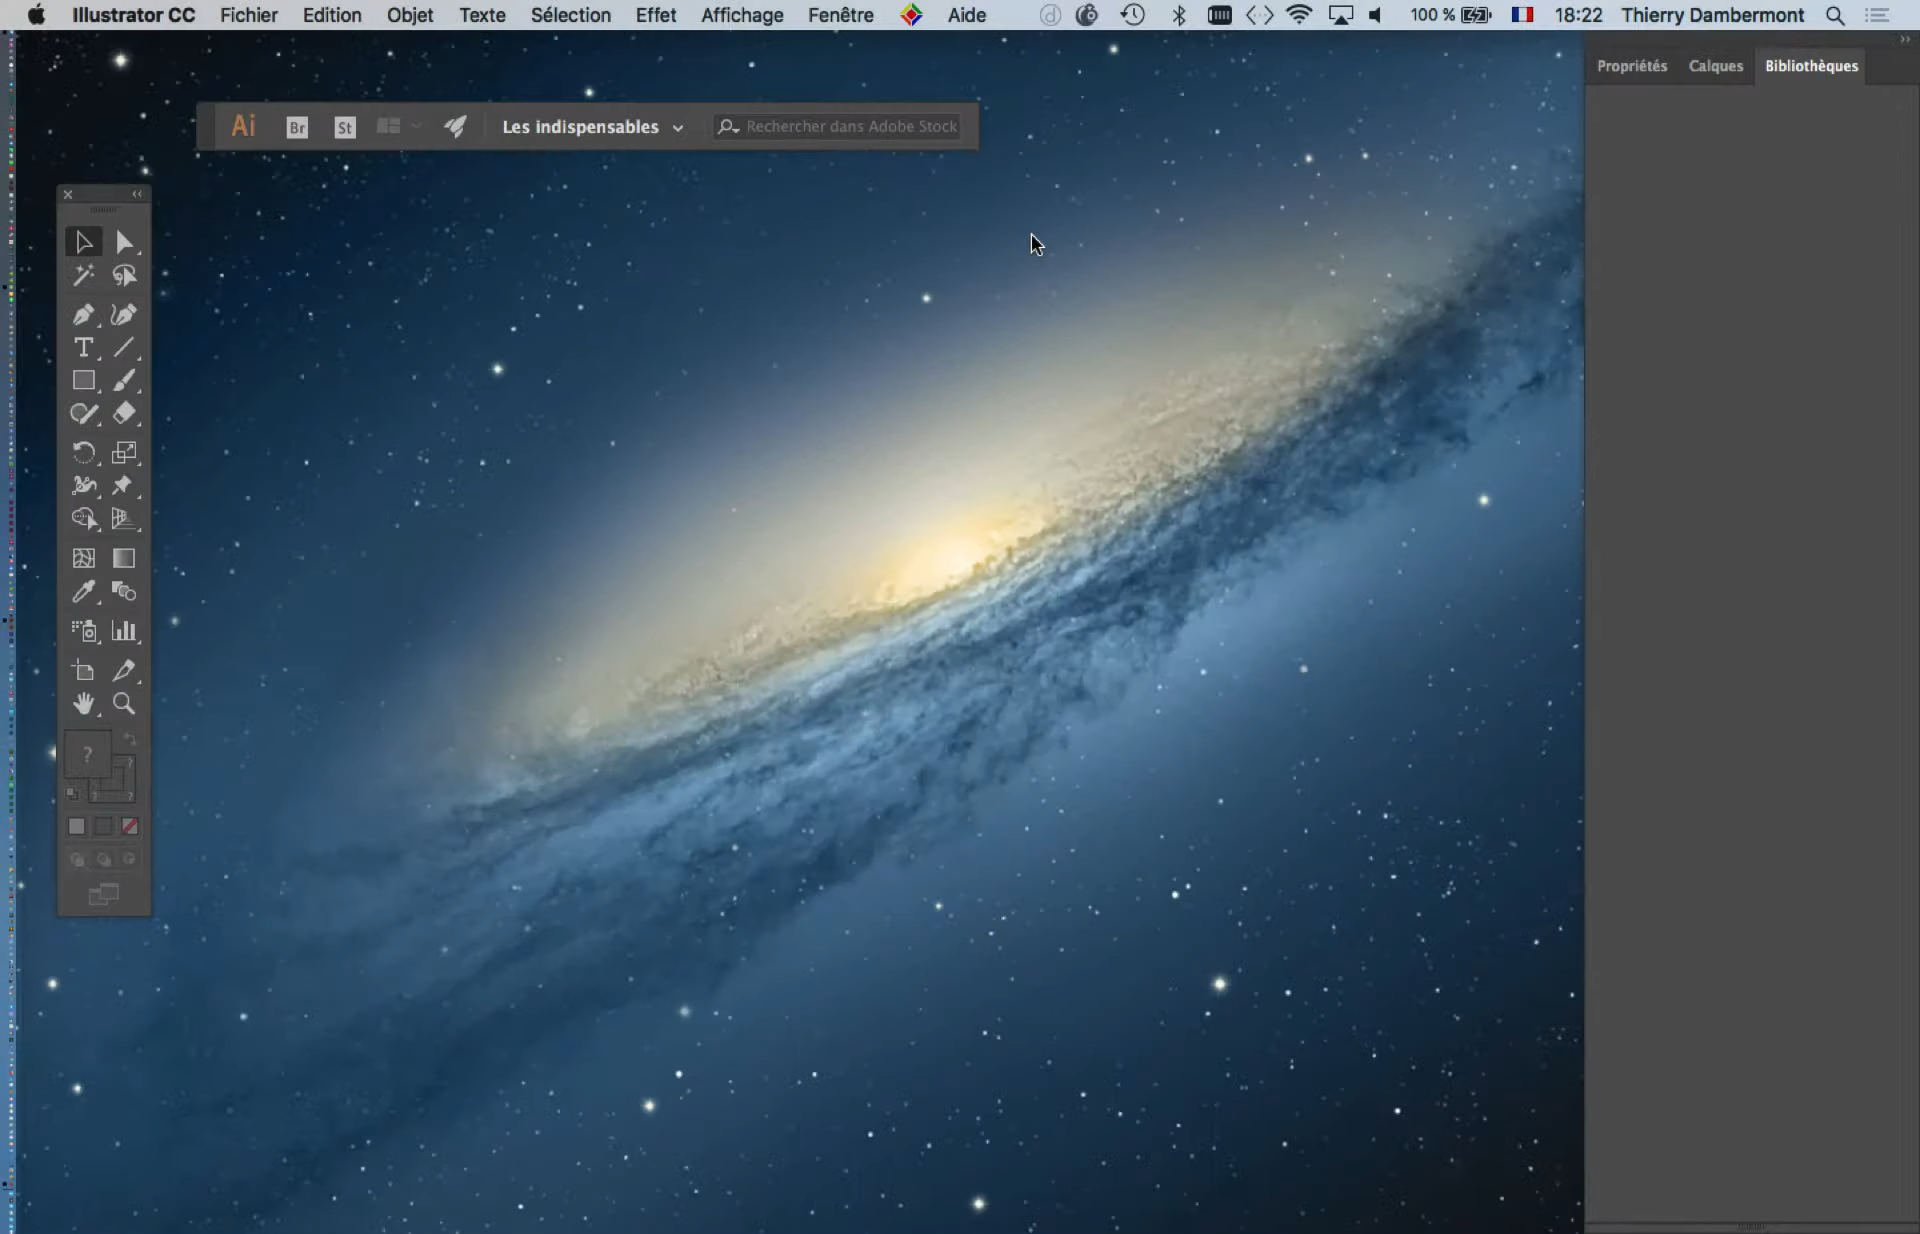 Illustrator CC Fichier Edition Objet Texte Sélection Effet Affichage Fenêtre Aide 100 % 18:22 Thierry Dambermont
Propriétés Calques Bibliothèques
Ai Br St Les indispensables Rechercher dans Adobe Stock
T
?
?
? ?